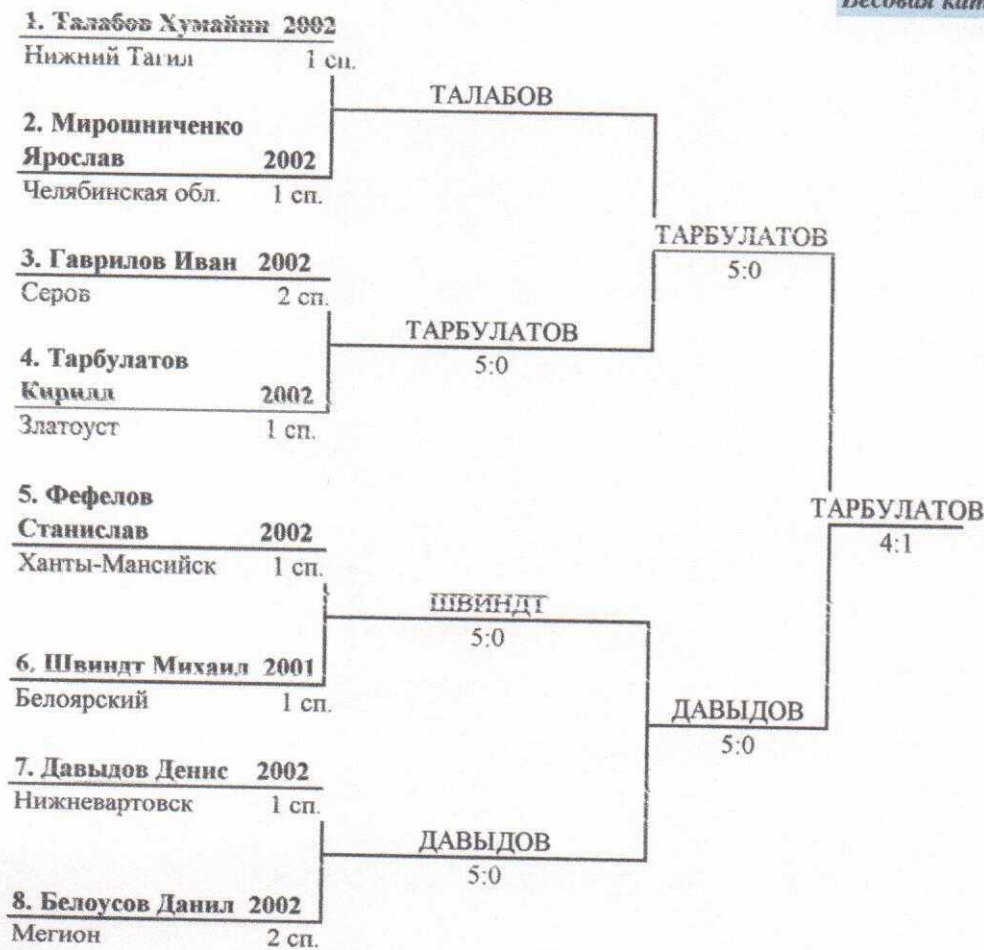 Весовая кат
1. Талабов Хумайни 2002
Нижний Тагил 1 сп.
ТАЛАБОВ
2. Мирошниченко
Ярослав 2002
Челябинская обл. 1 сп.
ТАРБУЛАТОВ
5:0
3. Гаврилов Иван 2002
Серов 2 сп.
ТАРБУЛАТОВ
5:0
4. Тарбулатов
Кирилл 2002
Златоуст 1 сп.
5. Фефелов
Станислав 2002
Ханты-Мансийск 1 сп.
ТАРБУЛАТОВ
4:1
ШВИНДТ
5:0
6. Швиндт Михаил 2001
Белоярский 1 сп.
ДАВЫДОВ
5:0
7. Давыдов Денис 2002
Нижневартовск 1 сп.
ДАВЫДОВ
5:0
8. Белоусов Данил 2002
Мегион 2 сп.